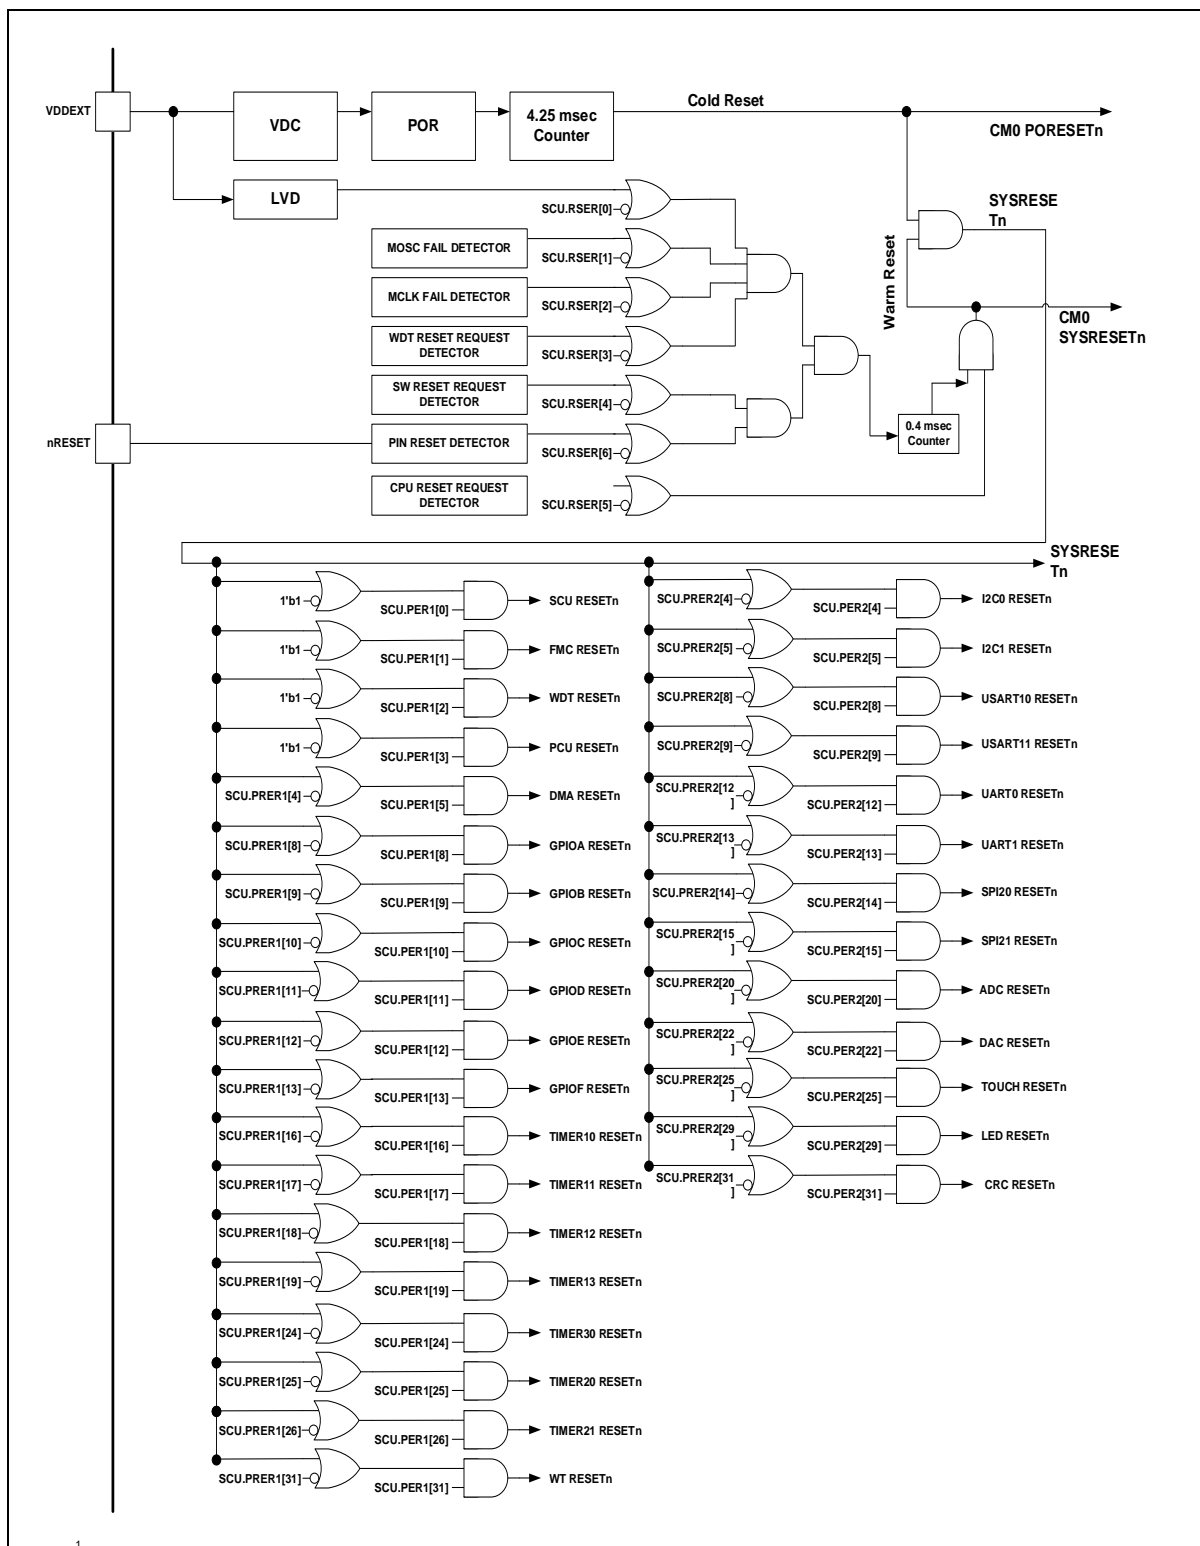 VDDEXT
VDC
POR
4.25 msec
Counter
Cold Reset
CM0 PORESETn
LVD
SCU.RSER[0]
SYSRESE
Tn
MOSC FAIL DETECTOR
SCU.RSER[1]
Warm Reset
MCLK FAIL DETECTOR
SCU.RSER[2]
CM0
SYSRESETn
WDT RESET REQUEST
DETECTOR
SCU.RSER[3]
SW RESET REQUEST
DETECTOR
SCU.RSER[4]
0.4 msec
Counter
nRESET
PIN RESET DETECTOR
SCU.RSER[6]
CPU RESET REQUEST
DETECTOR
SCU.RSER[5]
SYSRESE
Tn
1'b1
SCU.PER1[0]
SCU RESETn
1'b1
SCU.PER1[1]
FMC RESETn
1'b1
SCU.PER1[2]
WDT RESETn
1'b1
SCU.PER1[3]
PCU RESETn
SCU.PRER1[4]
SCU.PER1[5]
DMA RESETn
SCU.PRER1[8]
SCU.PER1[8]
GPIOA RESETn
SCU.PRER1[9]
SCU.PER1[9]
GPIOB RESETn
SCU.PRER1[10]
SCU.PER1[10]
GPIOC RESETn
SCU.PRER1[11]
SCU.PER1[11]
GPIOD RESETn
SCU.PRER1[12]
SCU.PER1[12]
GPIOE RESETn
SCU.PRER1[13]
SCU.PER1[13]
GPIOF RESETn
SCU.PRER1[16]
SCU.PER1[16]
TIMER10 RESETn
SCU.PRER1[17]
SCU.PER1[17]
TIMER11 RESETn
SCU.PRER1[18]
SCU.PER1[18]
TIMER12 RESETn
SCU.PRER1[19]
SCU.PER1[19]
TIMER13 RESETn
SCU.PRER1[24]
SCU.PER1[24]
TIMER30 RESETn
SCU.PRER1[25]
SCU.PER1[25]
TIMER20 RESETn
SCU.PRER1[26]
SCU.PER1[26]
TIMER21 RESETn
SCU.PRER1[31]
SCU.PER1[31]
WT RESETn
SCU.PRER2[4]
SCU.PER2[4]
I2C0 RESETn
SCU.PRER2[5]
SCU.PER2[5]
I2C1 RESETn
SCU.PRER2[8]
SCU.PER2[8]
USART10 RESETn
SCU.PRER2[9]
SCU.PER2[9]
USART11 RESETn
SCU.PRER2[12
]
SCU.PER2[12]
UART0 RESETn
SCU.PRER2[13
]
SCU.PER2[13]
UART1 RESETn
SCU.PRER2[14]
SCU.PER2[14]
SPI20 RESETn
SCU.PRER2[15
]
SCU.PER2[15]
SPI21 RESETn
SCU.PRER2[20
]
SCU.PER2[20]
ADC RESETn
SCU.PRER2[22
]
SCU.PER2[22]
DAC RESETn
SCU.PRER2[25
]
SCU.PER2[25]
TOUCH RESETn
SCU.PRER2[29
]
SCU.PER2[29]
LED RESETn
SCU.PRER2[31
]
SCU.PER2[31]
CRC RESETn
1